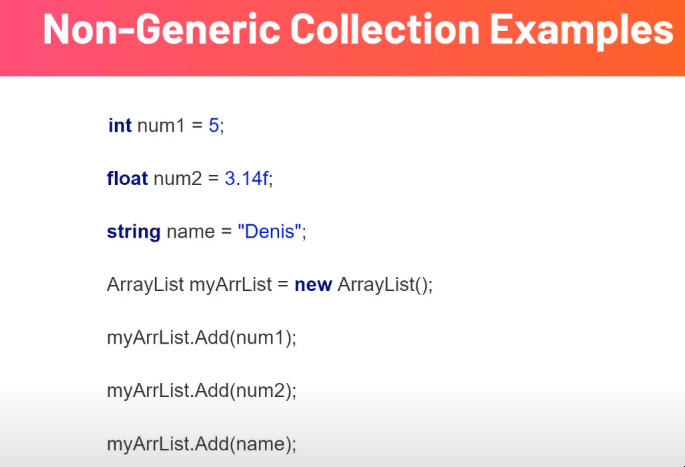 Non-Generic Collection Examples
int num1 = 5;
float num2 = 3.14f;
string name = "Denis";
ArrayList myArrList = new ArrayList();
myArrList.Add(num1);
myArrList.Add(num2);
myArrList.Add(name);